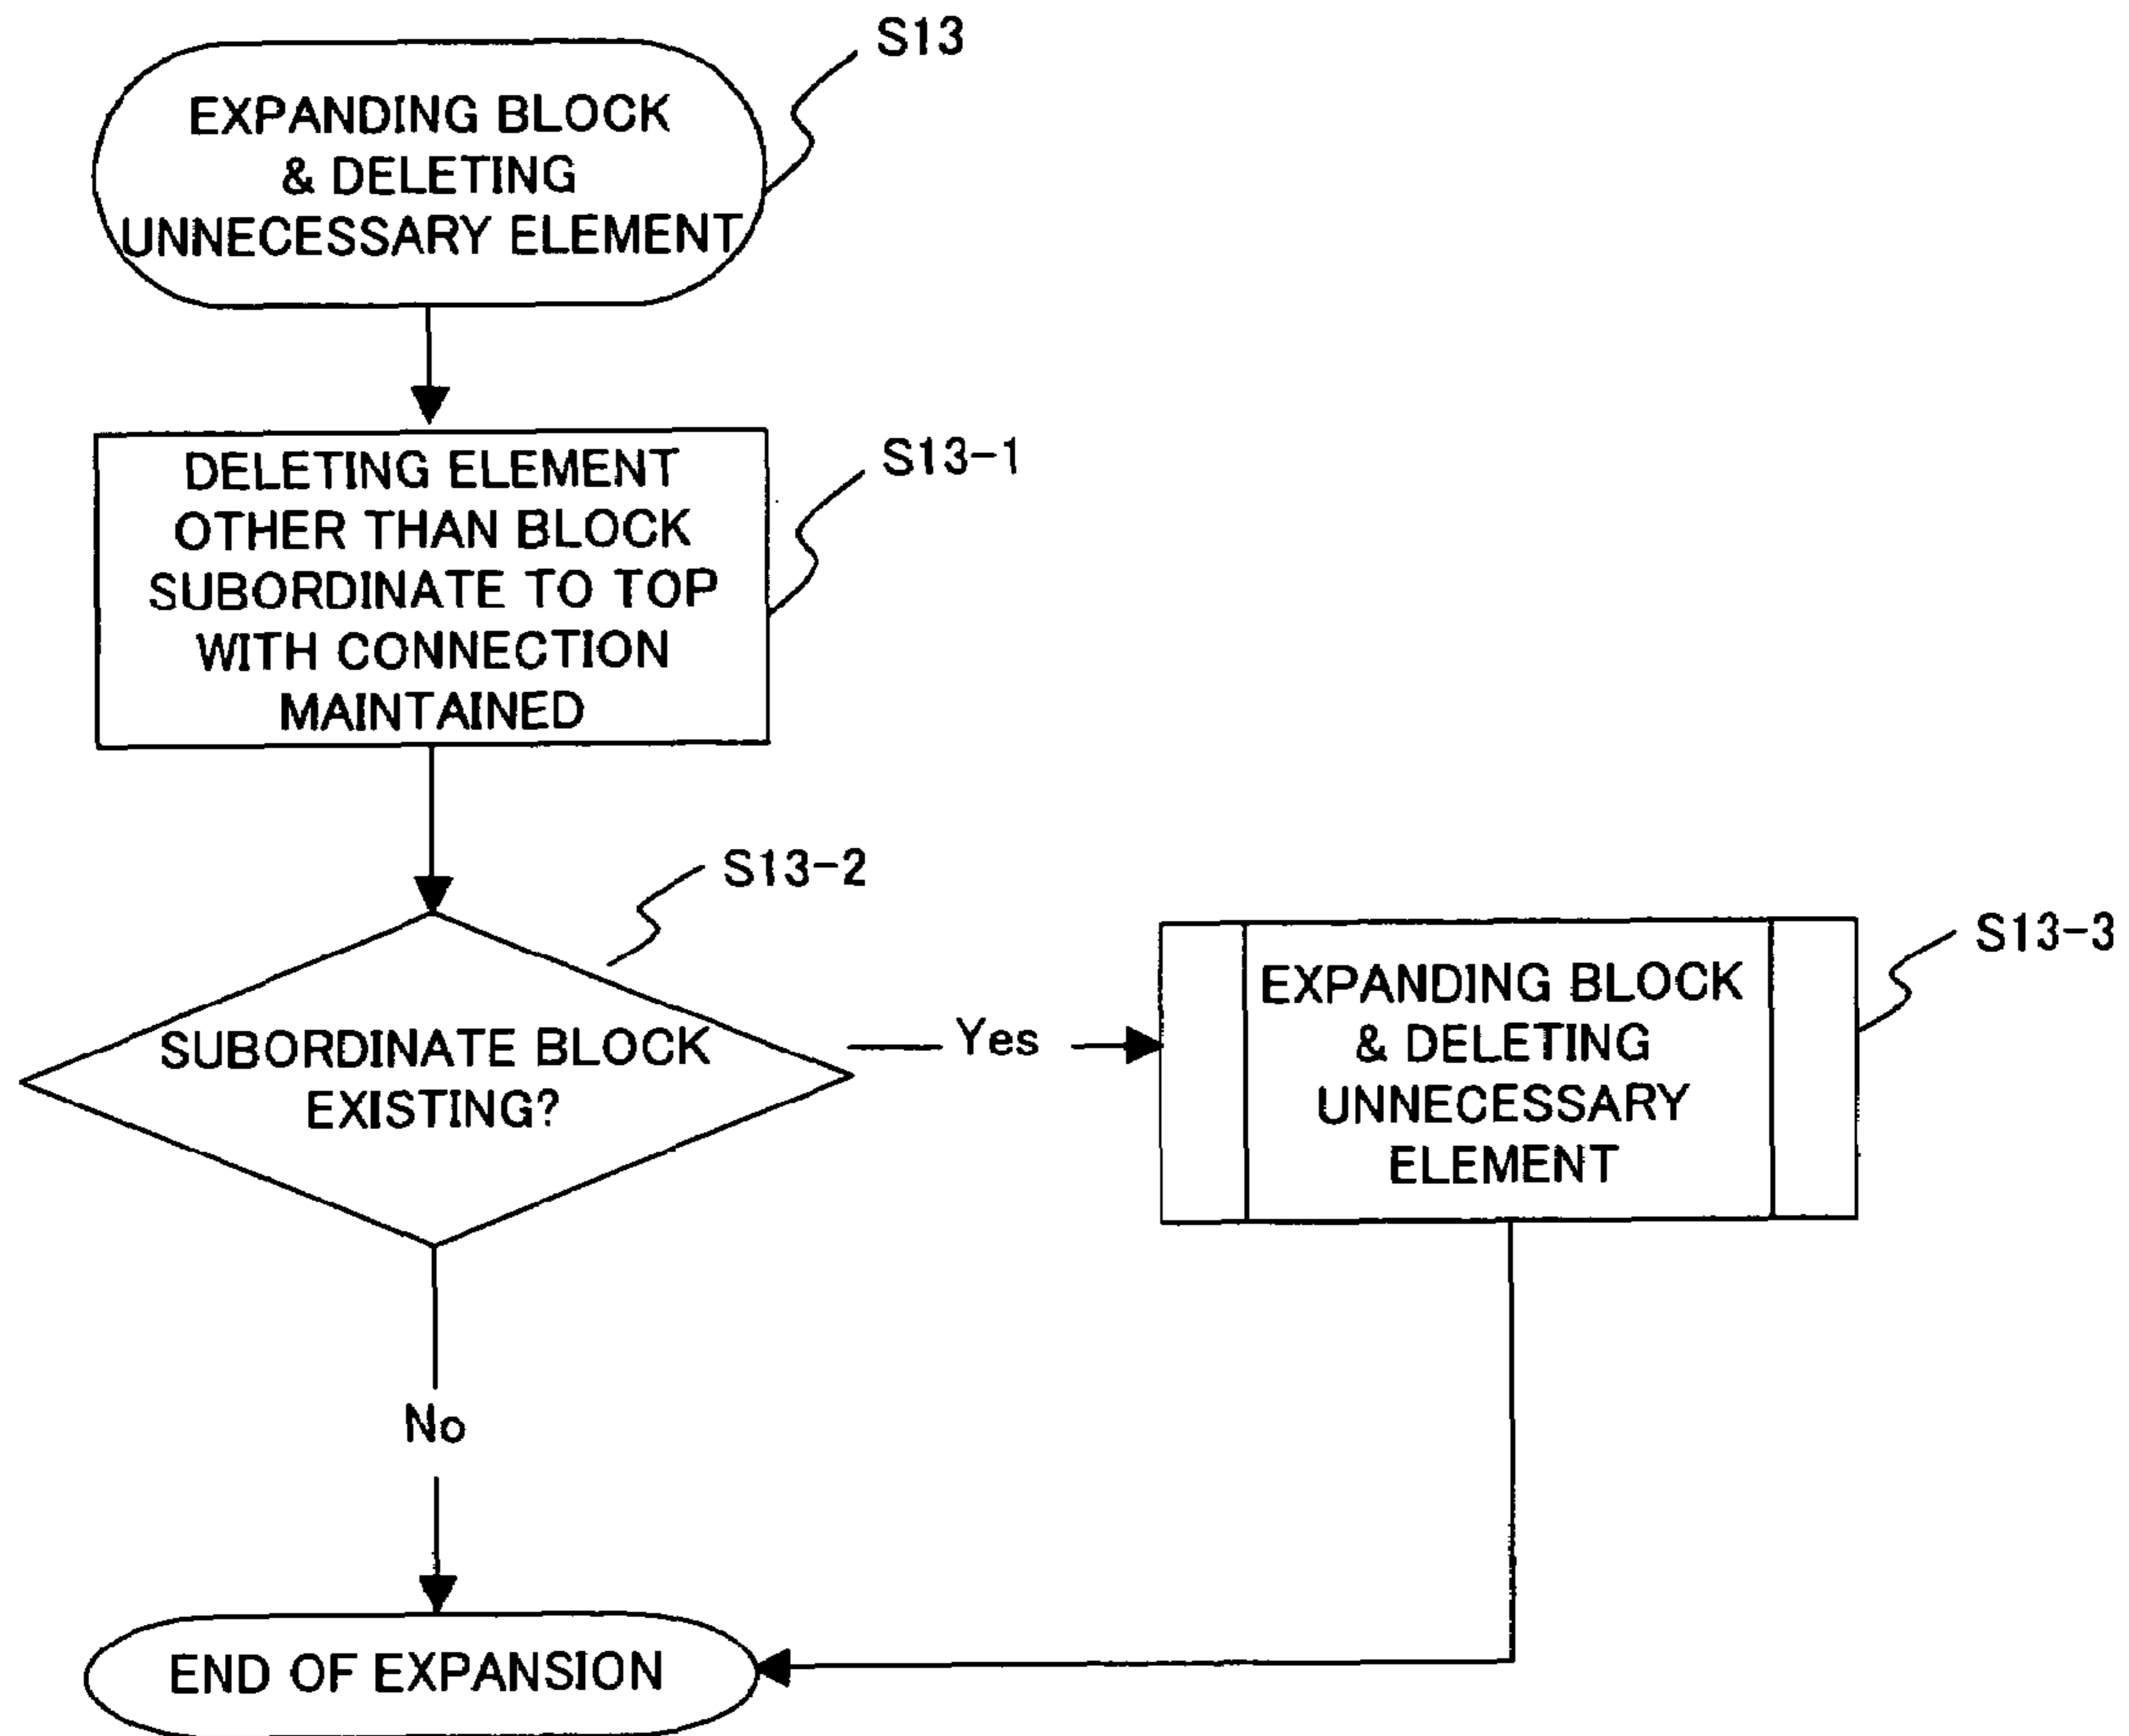 S13
EXPANDING BLOCK
& DELETING
UNNECESSARY ELEMENT
S13-1
DELETING ELEMENT
OTHER THAN BLOCK
SUBORDINATE TO TOP
WITH CONNECTION
MAINTAINED
S13-2
SUBORDINATE BLOCK
EXISTING?
Yes
S13-3
EXPANDING BLOCK
& DELETING
UNNECESSARY
ELEMENT
No
END OF EXPANSION